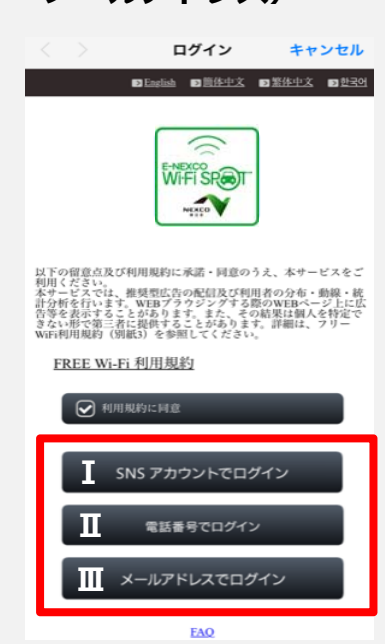 ログイン
キャンセル
English 簡体中文 繁体中文 한국어
E-NEXCO
WiFi SPOT
NEXCO
以下の留意点及び利用規約に承諾・同意のうえ、本サービスをご
利用ください。
本サービスでは、推奨型広告の配信及び利用者の分布・動線・統
計分析を行います。WEBブラウジングする際のWEBページ上に広
告等を表示することがあります。また、その結果は個人を特定で
きない形で第三者に提供することがあります。詳細は、フリー
WiFi利用規約（別紙3）を参照してください。
FREE Wi-Fi 利用規約
利用規約に同意
Ⅰ SNS アカウントでログイン
Ⅱ 電話番号でログイン
Ⅲ メールアドレスでログイン
FAQ